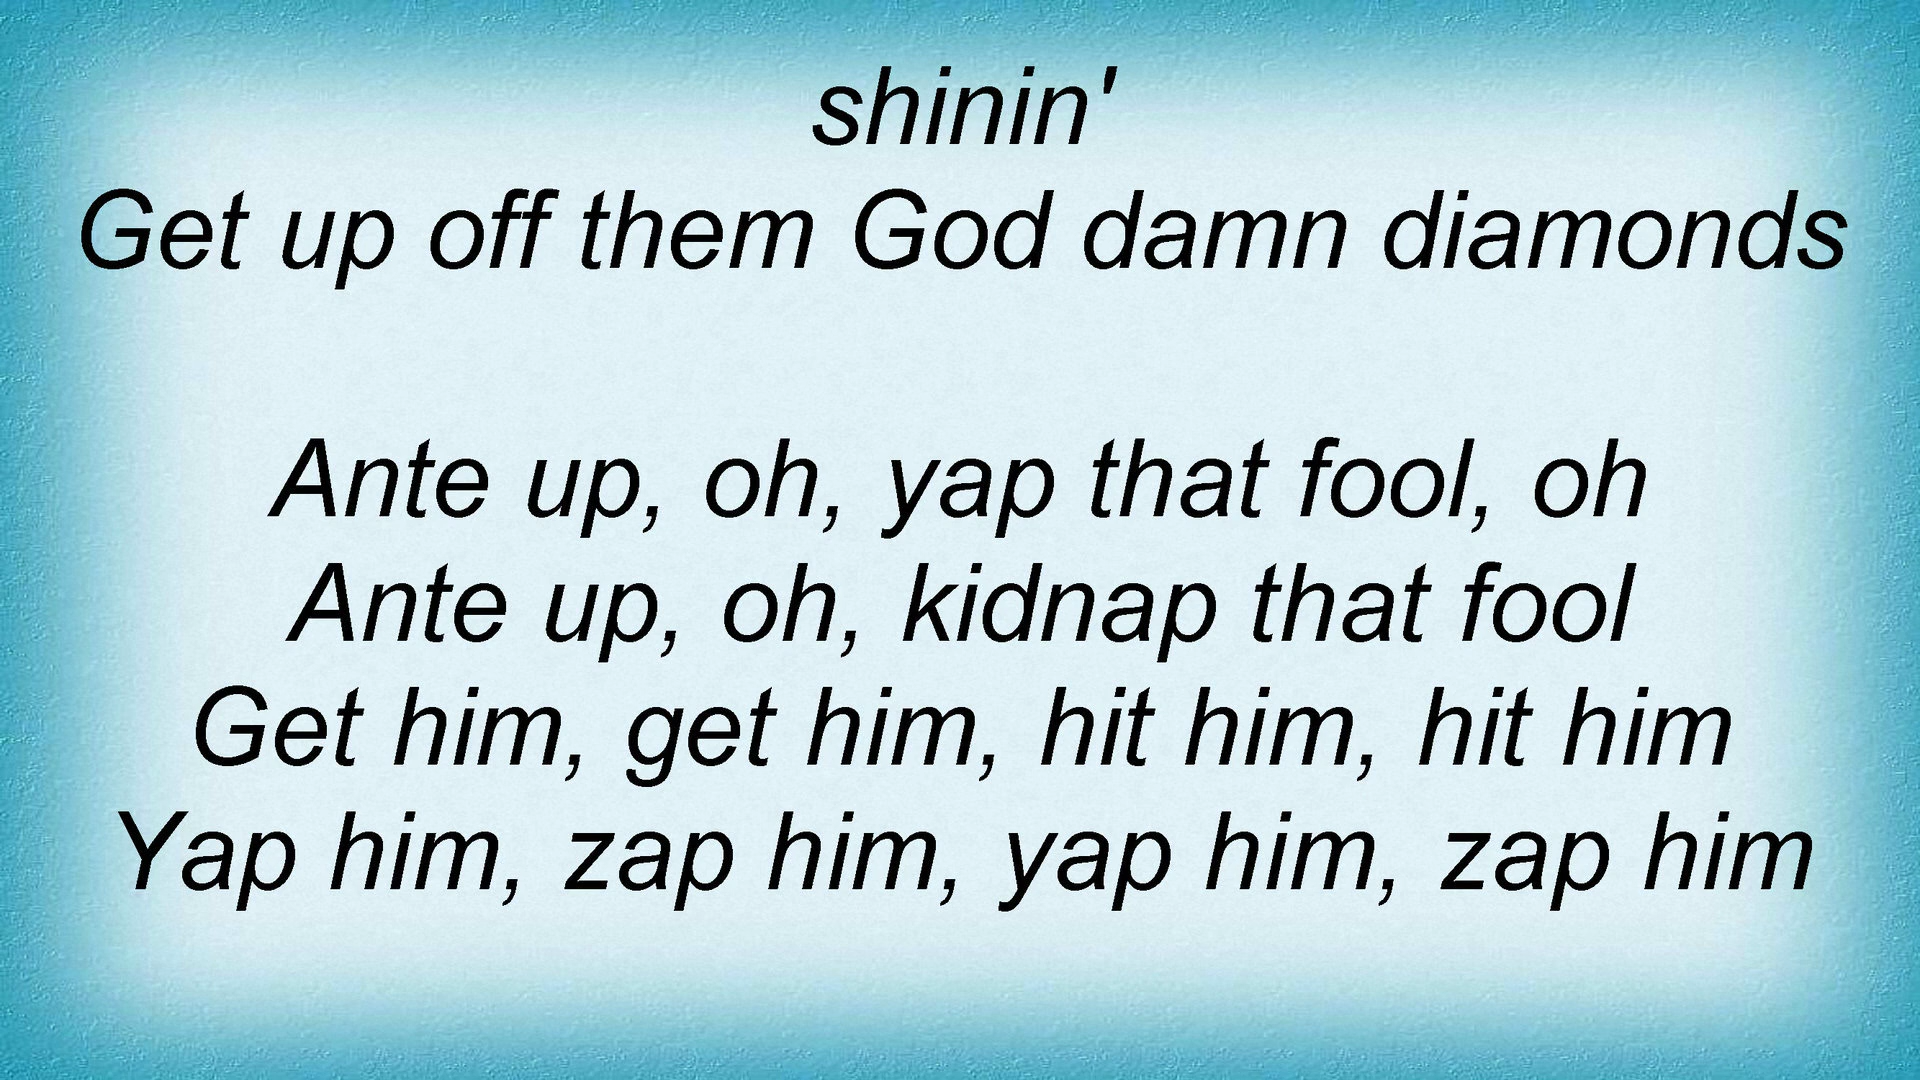 shinin'
Get up off them God damn diamonds
Ante up, oh, yap that fool, oh
Ante up, oh, kidnap that fool
Get him, get him, hit him, hit him
Yap him, zap him, yap him, zap him